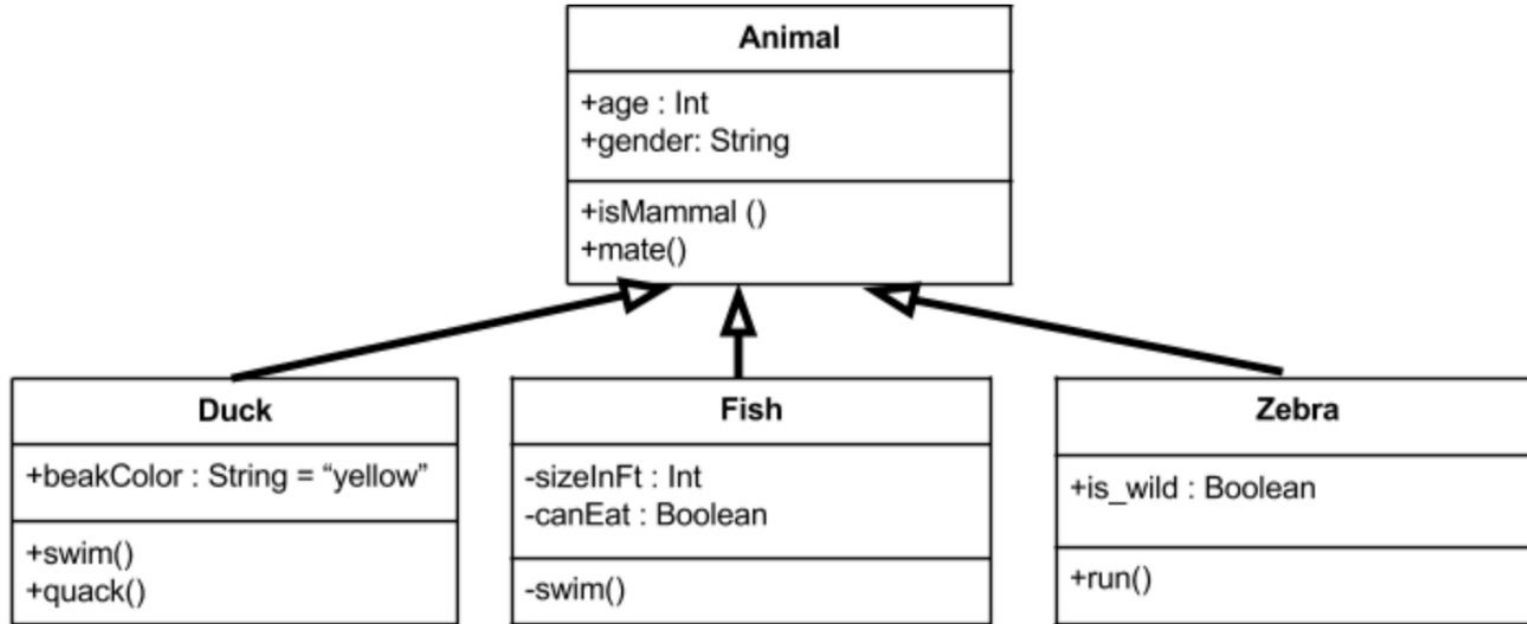 Animal
+age : Int
+gender: String
+isMammal ()
+mate()
Duck
+beakColor : String = “yellow”
+swim()
+quack()
Fish
-sizeInFt : Int
-canEat : Boolean
-swim()
Zebra
+is_wild : Boolean
+run()